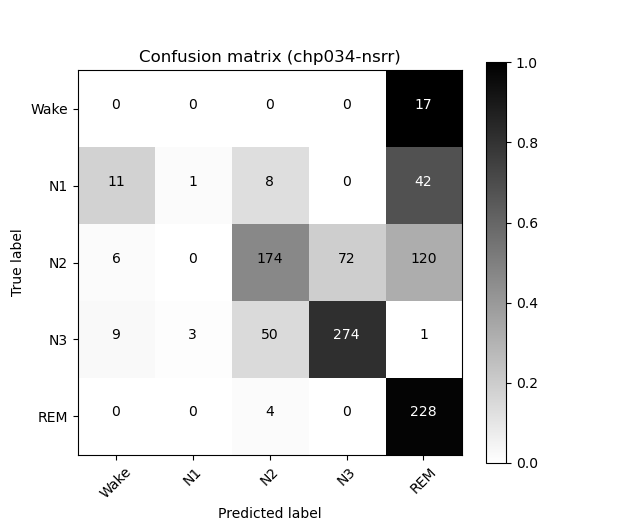 Confusion matrix (chp034-nsrr)
Wake 0 0 0 0 17
N1 11 1 8 0 42
N2 6 0 174 72 120
N3 9 3 50 274 1
REM 0 0 4 0 228
Wake N1 N2 N3 REM
Predicted label
True label
1.0
0.8
0.6
0.4
0.2
0.0